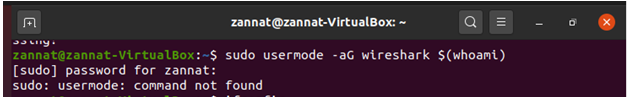 zannat@zannat-VirtualBox: ~
zannat@zannat-VirtualBox:~$ sudo usermode -aG wireshark $(whoami)
[sudo] password for zannat:
sudo: usermode: command not found